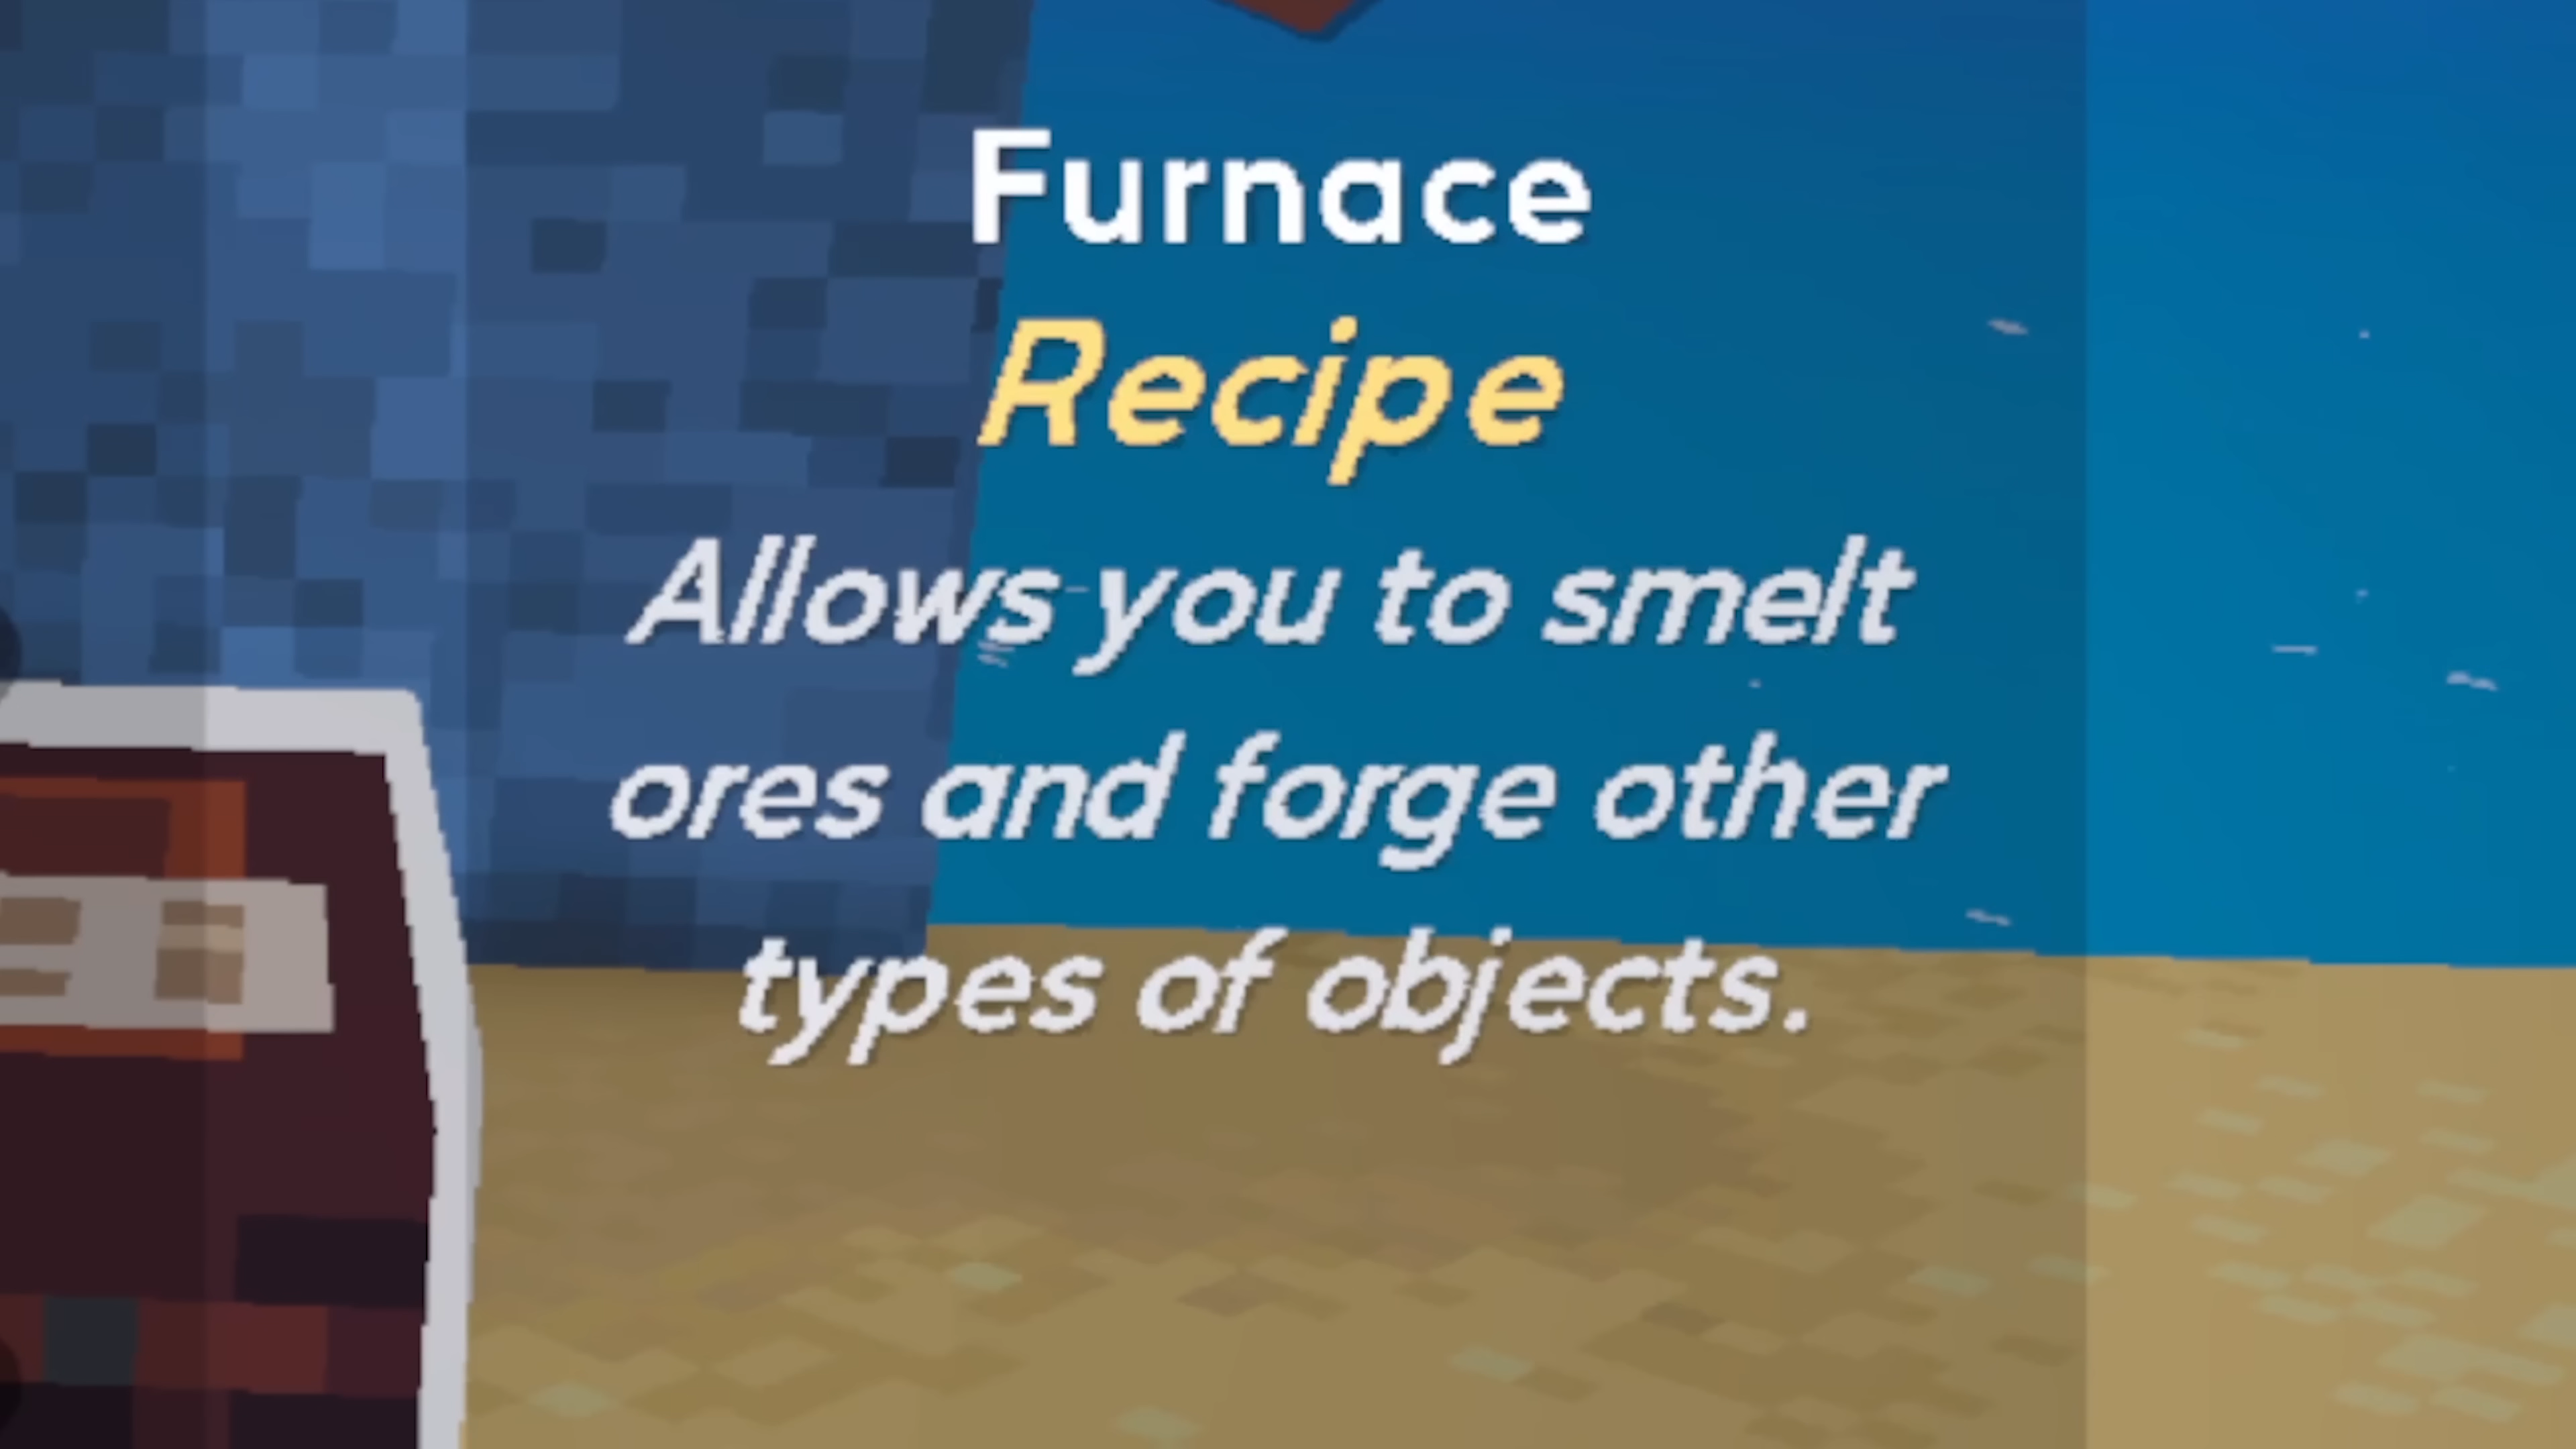 Furnace
Recipe
Allows you to smelt
ores and forge other
types of objects.